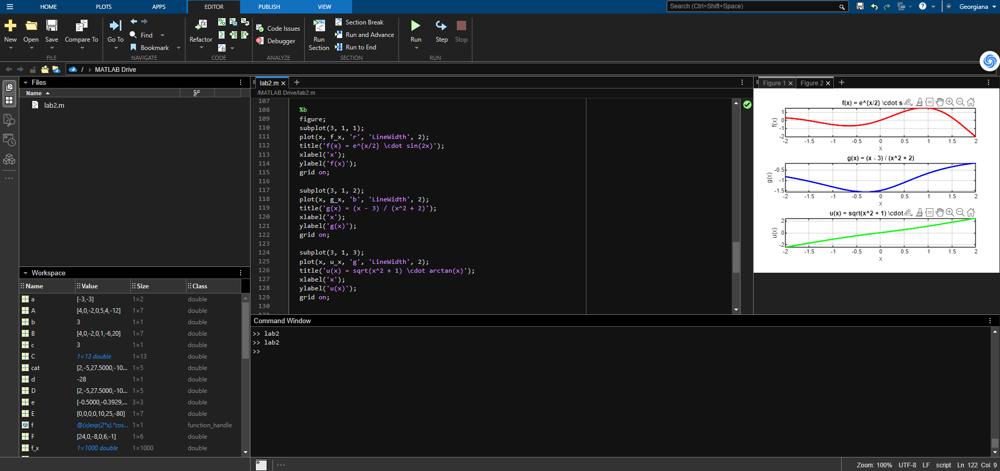 HOME PLOTS APPS EDITOR PUBLISH VIEW Search (Ctrl+Shift+Space) Georgiana
New Open Save Compare To
FILE
Go To Find Bookmark
NAVIGATE
Refactor
CODE
Code Issues
Debugger
ANALYZE
Run Section
Section Break
Run and Advance
Run to End
SECTION
Run Step Stop
RUN
/ > MATLAB Drive
Files
Name
lab2.m
Workspace
Name Value Size Class
a [-3,-3] 1×2 double
A [4,0,-2,0,5,4,-12] 1×7 double
b 3 1×1 double
B [4,0,-2,0,1,-6,20] 1×7 double
c 3 1×1 double
C 1×13 double 1×13 double
cat [2,-5,27.5000,-10... 1×5 double
d -28 1×1 double
D [2,-5,27.5000,-10... 1×5 double
e [-0.5000,-0.3929,... 3×3 double
E [0,0,0,0,10,25,-80] 1×7 double
f @(x)exp(2*x).*cos... 1×1 function_handle
F [24,0,-8,0,6,-1] 1×6 double
f_x 1×1000 double 1×1000 double
lab2.m
/MATLAB Drive/lab2.m
107
108 %b
109 figure;
110 subplot(3, 1, 1);
111 plot(x, f_x, 'r', 'LineWidth', 2);
112 title('f(x) = e^{x/2} \cdot sin(2x)');
113 xlabel('x');
114 ylabel('f(x)');
115 grid on;
116
117 subplot(3, 1, 2);
118 plot(x, g_x, 'b', 'LineWidth', 2);
119 title('g(x) = (x - 3) / (x^2 + 2)');
120 xlabel('x');
121 ylabel('g(x)');
122 grid on;
123
124 subplot(3, 1, 3);
125 plot(x, u_x, 'g', 'LineWidth', 2);
126 title('u(x) = sqrt(x^2 + 1) \cdot arctan(x)');
127 xlabel('x');
128 ylabel('u(x)');
129 grid on;
130
Command Window
>> lab2
>> lab2
>>
Figure 1 Figure 2
f(x) = e^{x/2} \cdot si
f(x)
1
0
-1
-2
-2 -1.5 -1 -0.5 0 0.5 1 1.5 2
x
g(x) = (x - 3) / (x^2 + 2)
g(x)
-0.5
-1
-1.5
-2 -1.5 -1 -0.5 0 0.5 1 1.5 2
x
u(x) = sqrt(x^2 + 1) \cdot
u(x)
2
0
-2
-2 -1.5 -1 -0.5 0 0.5 1 1.5 2
x
Zoom: 100% UTF-8 LF script Ln 122 Col 9